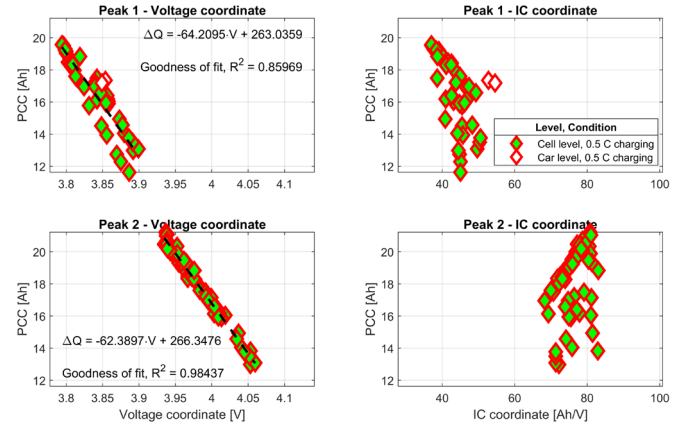 Peak 1 - Voltage coordinate
ΔQ = -64.2095·V + 263.0359
Goodness of fit, R² = 0.85969
PCC [Ah]
20
18
16
14
12
3.8
3.85
3.9
3.95
4
4.05
4.1
Peak 1 - IC coordinate
PCC [Ah]
20
18
16
14
12
Level, Condition
Cell level, 0.5 C charging
Car level, 0.5 C charging
40
60
80
100
Peak 2 - Voltage coordinate
PCC [Ah]
20
18
16
14
12
ΔQ = -62.3897·V + 266.3476
Goodness of fit, R² = 0.98437
3.8
3.85
3.9
3.95
4
4.05
4.1
Voltage coordinate [V]
Peak 2 - IC coordinate
PCC [Ah]
20
18
16
14
12
40
60
80
100
IC coordinate [Ah/V]